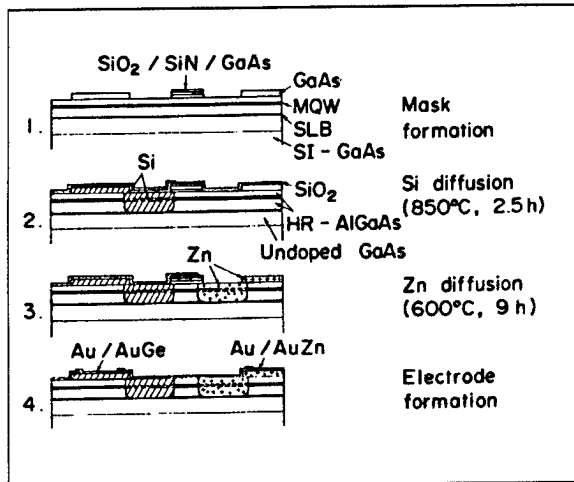 SiO₂ / SiN / GaAs
GaAs
MQW
SLB
SI - GaAs
1.
Mask
formation
Si
SiO₂
HR - AlGaAs
Undoped GaAs
2.
Si diffusion
(850°C, 2.5 h)
Zn
3.
Zn diffusion
(600°C, 9 h)
Au / AuGe
Au / AuZn
4.
Electrode
formation